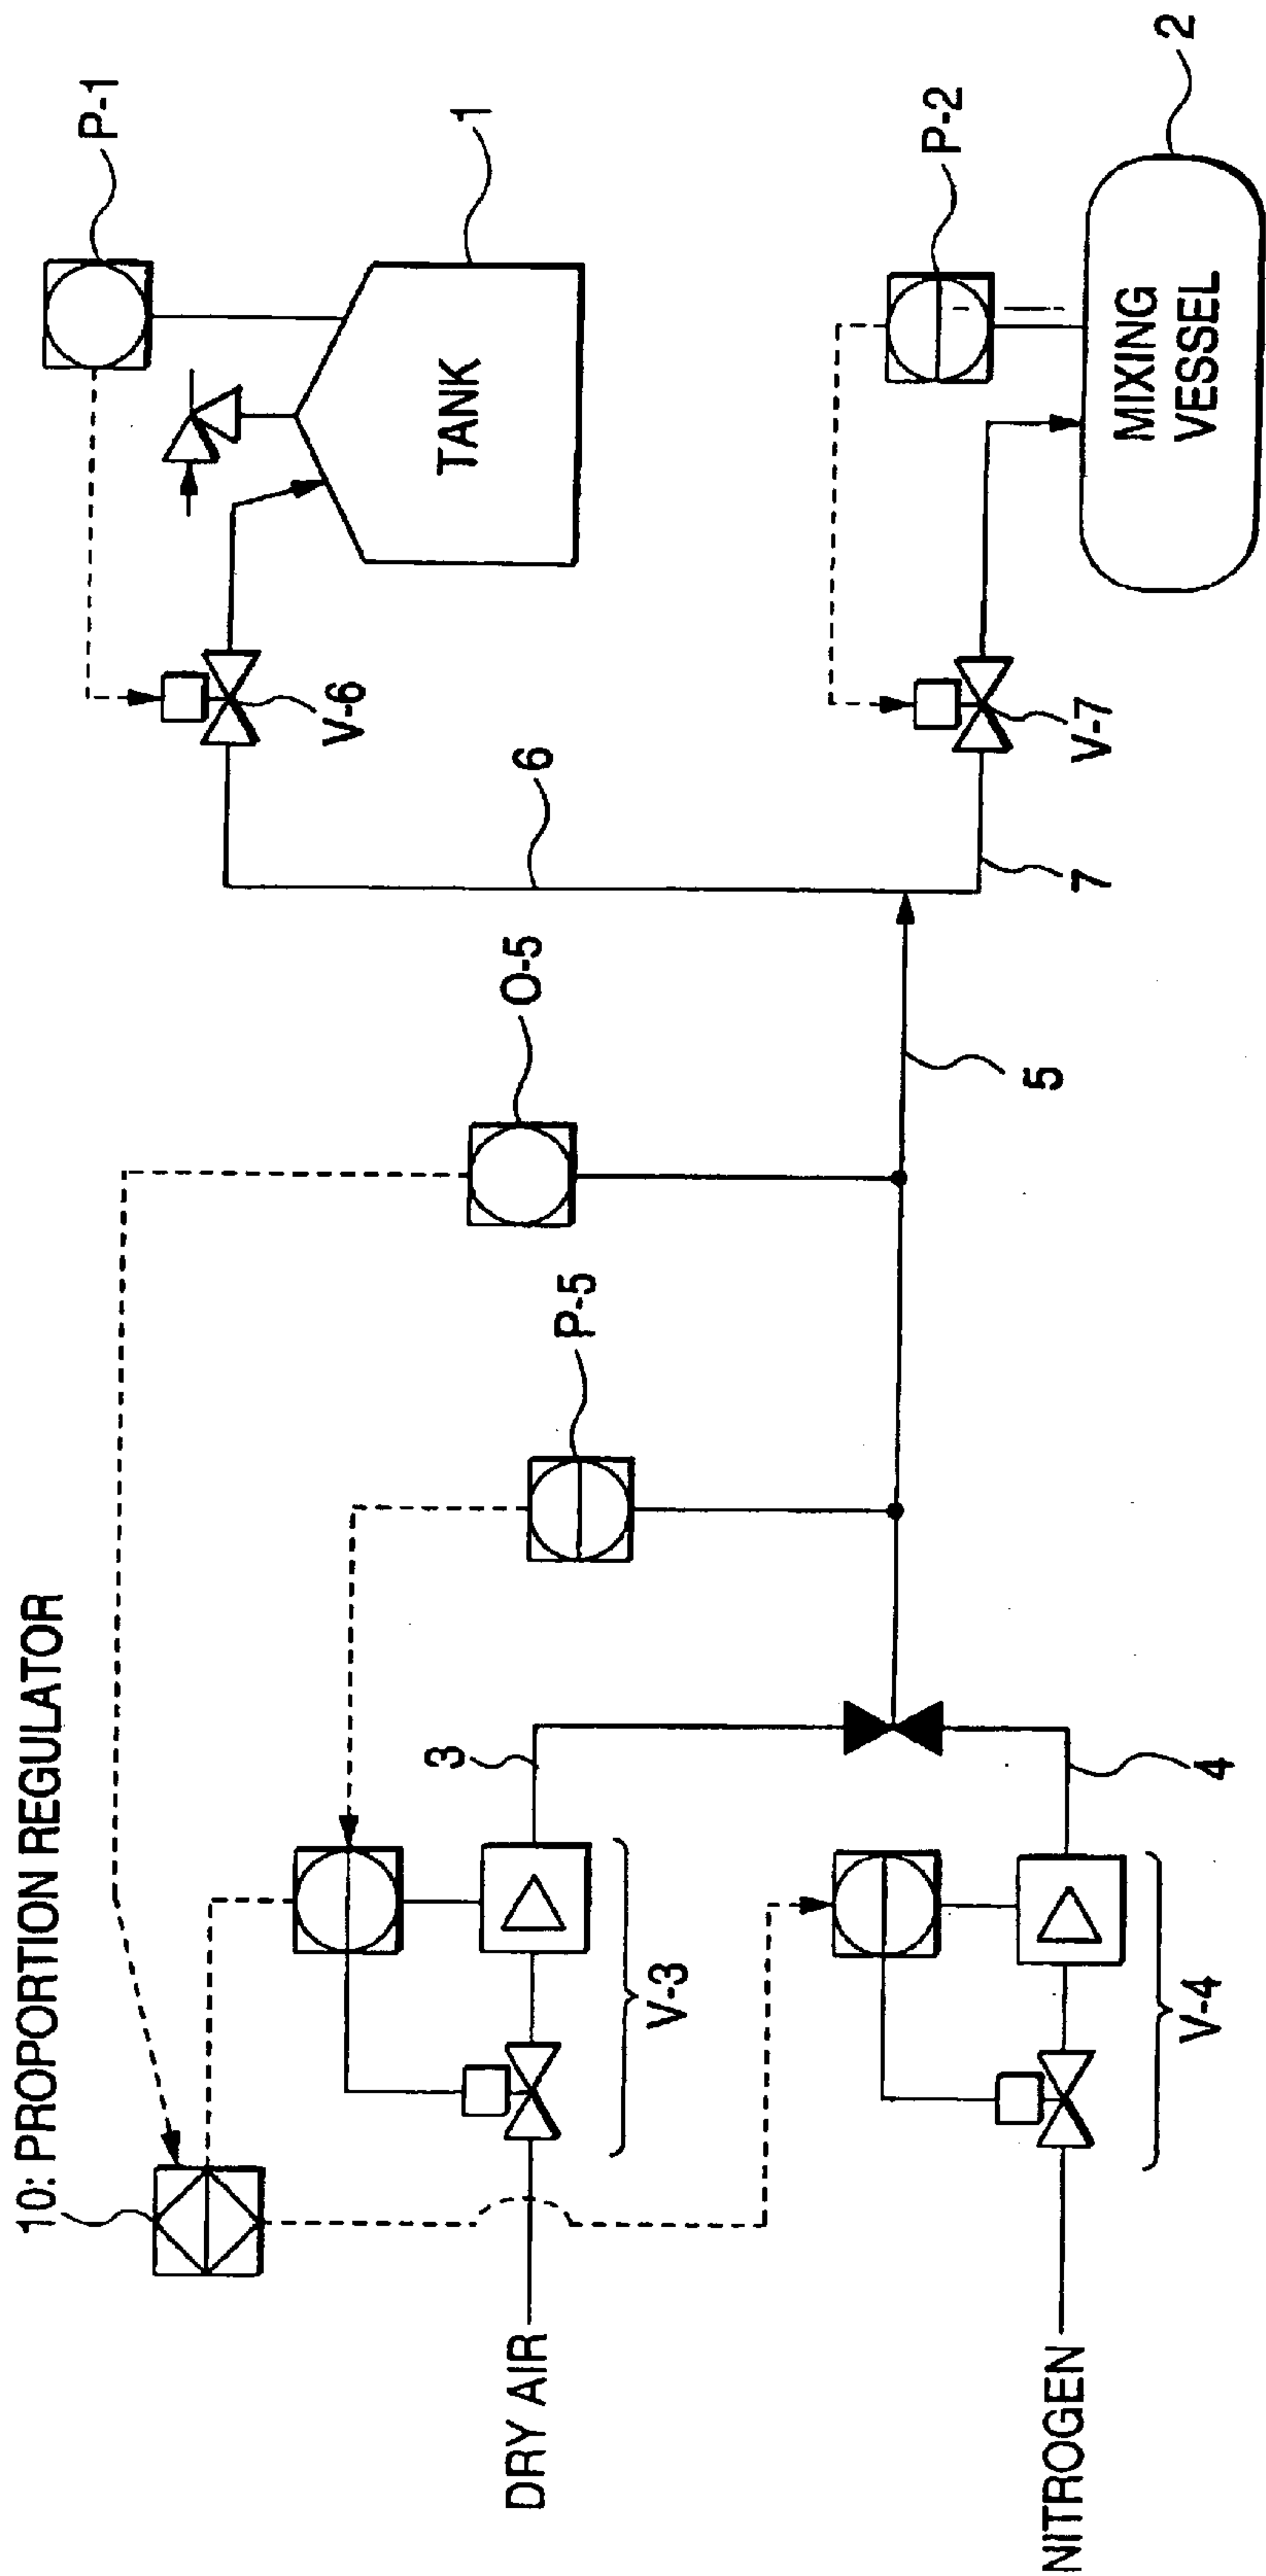 10: PROPORTION REGULATOR
P-1
1
TANK
V-6
6
O-5
P-5
P-2
2
MIXING
VESSEL
V-7
7
5
3
V-3
4
V-4
DRY AIR
NITROGEN